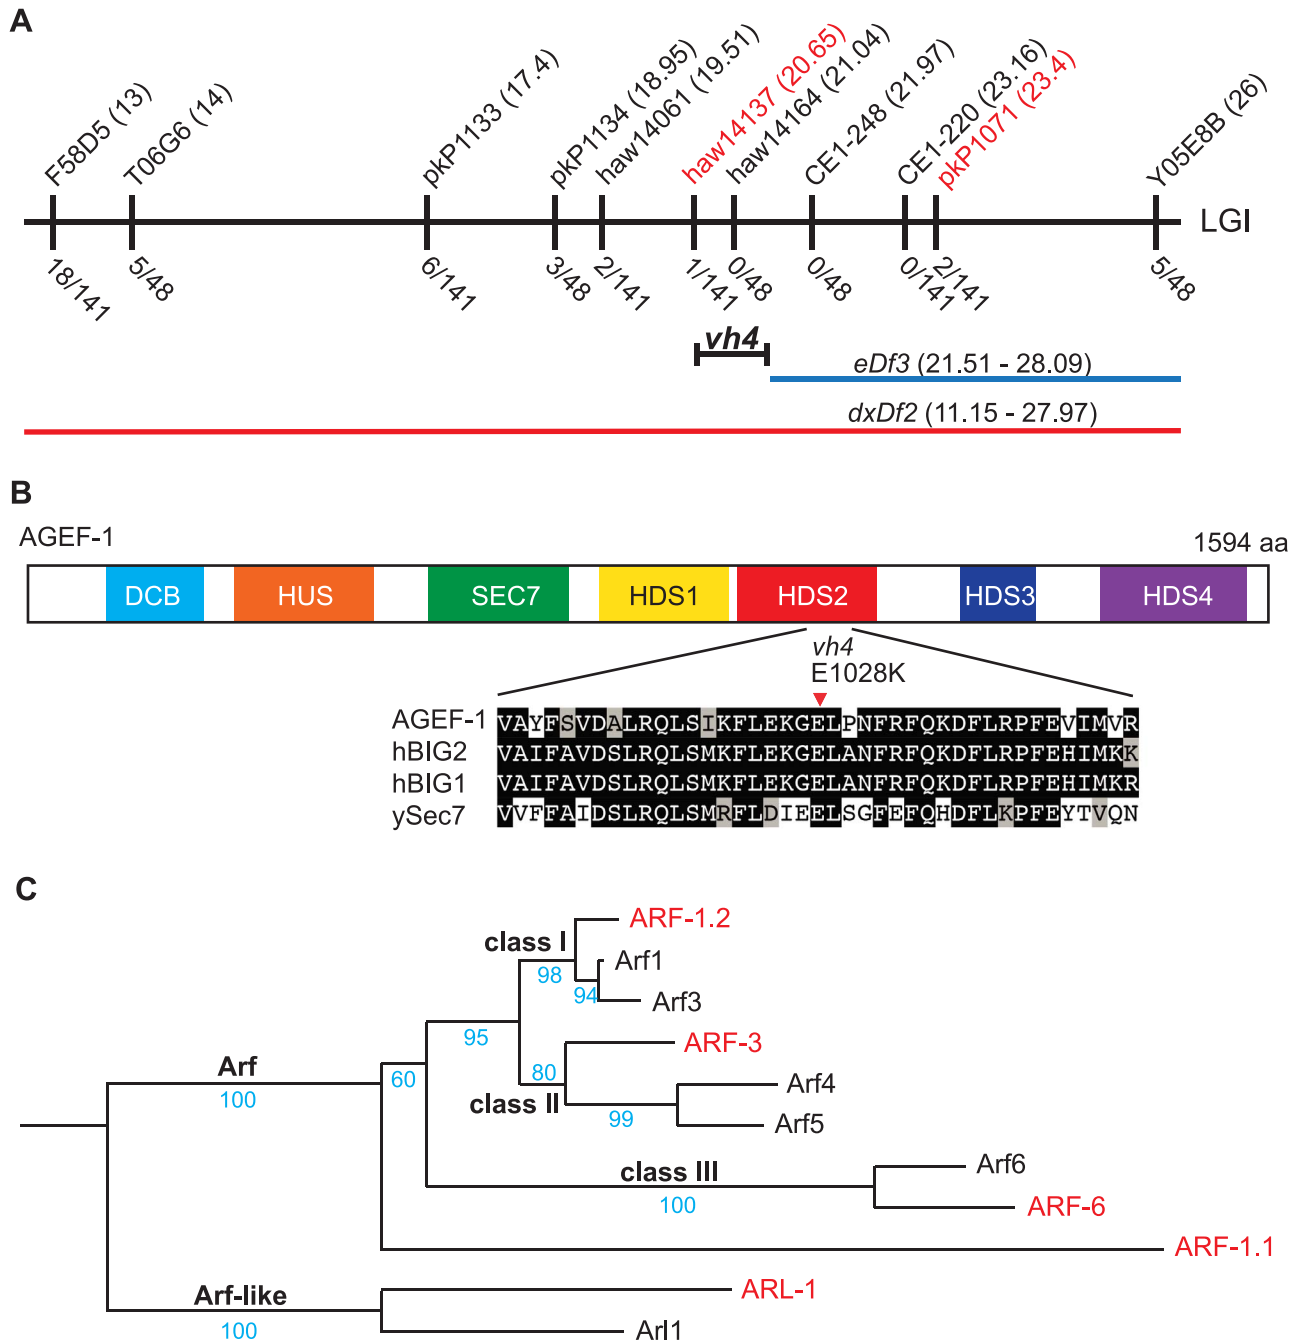 A
F58D5 (13)
T06G6 (14)
pkP1133 (17.4)
pkP1134 (18.95)
haw14061 (19.51)
haw14137 (20.65)
haw14164 (21.04)
CE1-248 (21.97)
CE1-220 (23.16)
pkP1071 (23.4)
Y05E8B (26)
LGI
18/141
5/48
6/141
3/48
2/141
1/141
0/48
0/48
0/141
2/141
5/48
vh4
eDf3 (21.51 - 28.09)
dxDf2 (11.15 - 27.97)
B
AGEF-1
1594 aa
DCB HUS SEC7 HDS1 HDS2 HDS3 HDS4
vh4
E1028K
AGEF-1 VAYFSVDALRQLSIKFLEKGELPNFRFQKDFLRPFEVIMVR
hBIG2 VAIFAVDSLRQLSMKFLEKGELANFRFQKDFLRPFEHIMKK
hBIG1 VAIFAVDSLRQLSMKFLEKGELANFRFQKDFLRPFEHIMKR
ySec7 VVFFAIDSLRQLSMRFLDIEELSGFEFQHDFLKPFEYTVQN
C
ARF-1.2
class I
98
Arf1
94
Arf3
95
ARF-3
80
class II
Arf4
99
Arf5
Arf
100
60
class III
100
Arf6
ARF-6
ARF-1.1
Arf-like
100
ARL-1
Arl1